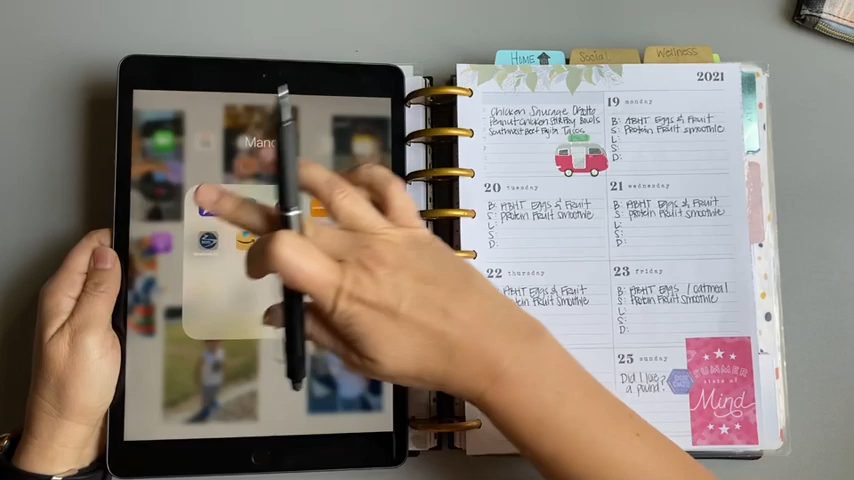 HOME
Social
Wellness
2021
Chicken Sausage
Peanut Chicken Stir Fry Bowls
Southwest Beef Fajita Tacos
19 monday
B: ABHT Eggs & Fruit
S: Protein Fruit Smoothie
L:
S:
D:
20 tuesday
B: ABHT Eggs & Fruit
S: Protein Fruit Smoothie
L:
S:
D:
21 wednesday
B: ABHT Eggs & Fruit
S: Protein Fruit Smoothie
L:
S:
D:
22 thursday
ABHT Eggs & Fruit
Protein Fruit Smoothie
23 friday
B: ABHT Eggs / Oatmeal
S: Protein Fruit Smoothie
L:
S:
D:
25 sunday
Did I lose
a pound?
SUMMER
state of
Mind